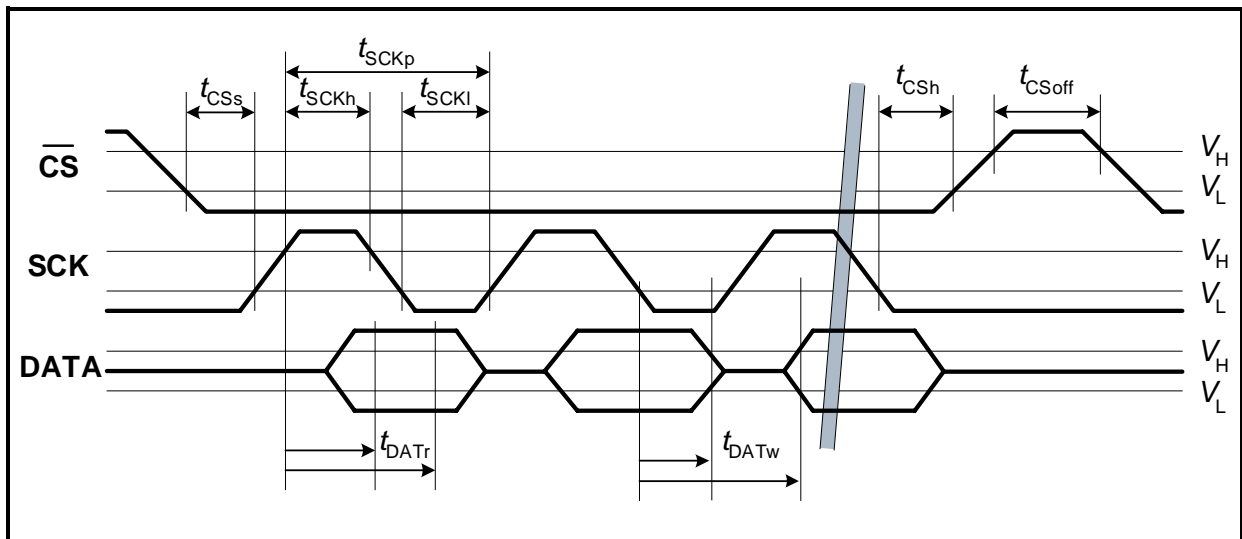 tSCKp
tCSs tSCKh tSCKl tCSh tCSoff
CS VH
VL
SCK VH
VL
DATA VH
VL
tDATr tDATw